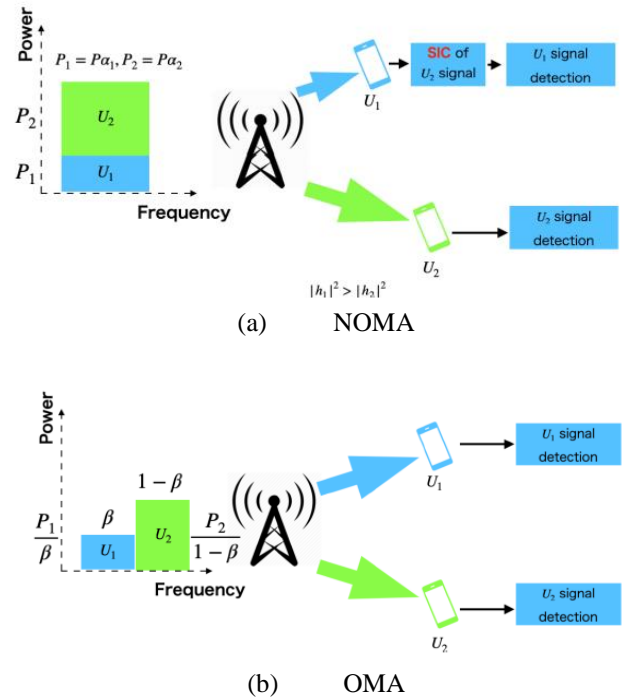 Power
P₁ = Pα₁, P₂ = Pα₂
P₂
U₂
P₁
U₁
Frequency
U₁
SIC of
U₂ signal
U₁ signal
detection
U₂
U₂ signal
detection
|h₁|² > |h₂|²
(a) NOMA
Power
1 − β
β
P₁/β
U₁
U₂
P₂/(1 − β)
Frequency
U₁
U₁ signal
detection
U₂
U₂ signal
detection
(b) OMA